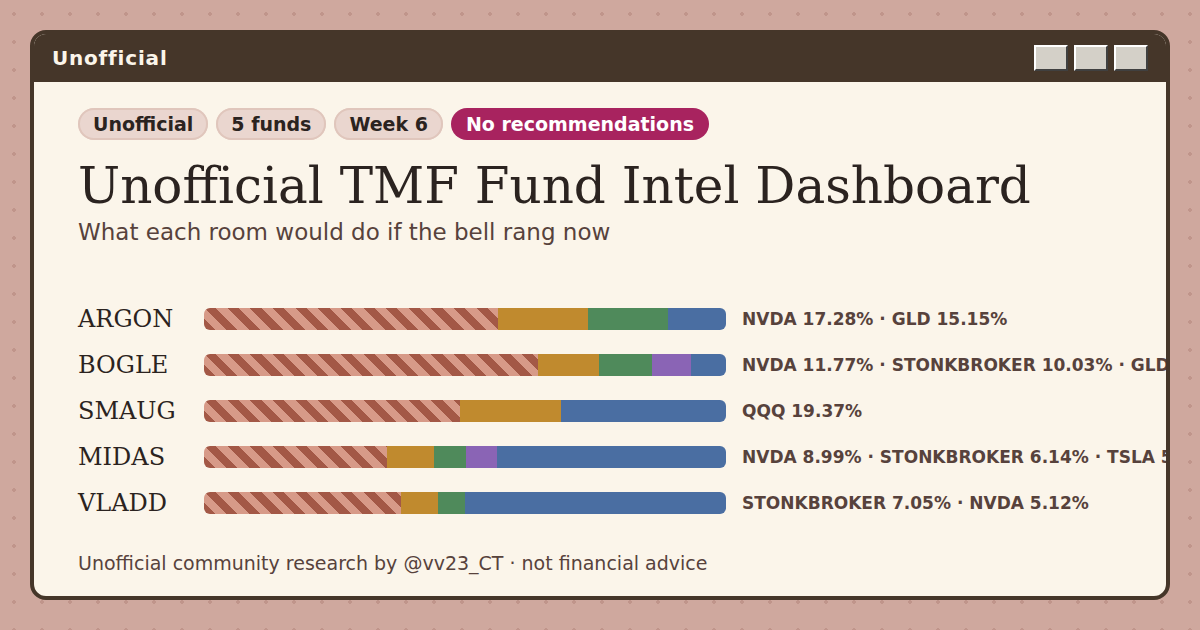 Unofficial
Unofficial 5 funds Week 6 No recommendations
Unofficial TMF Fund Intel Dashboard
What each room would do if the bell rang now
ARGON NVDA 17.28% · GLD 15.15%
BOGLE NVDA 11.77% · STONKBROKER 10.03% · GLD
SMAUG QQQ 19.37%
MIDAS NVDA 8.99% · STONKBROKER 6.14% · TSLA
VLADD STONKBROKER 7.05% · NVDA 5.12%
Unofficial community research by @vv23_CT · not financial advice